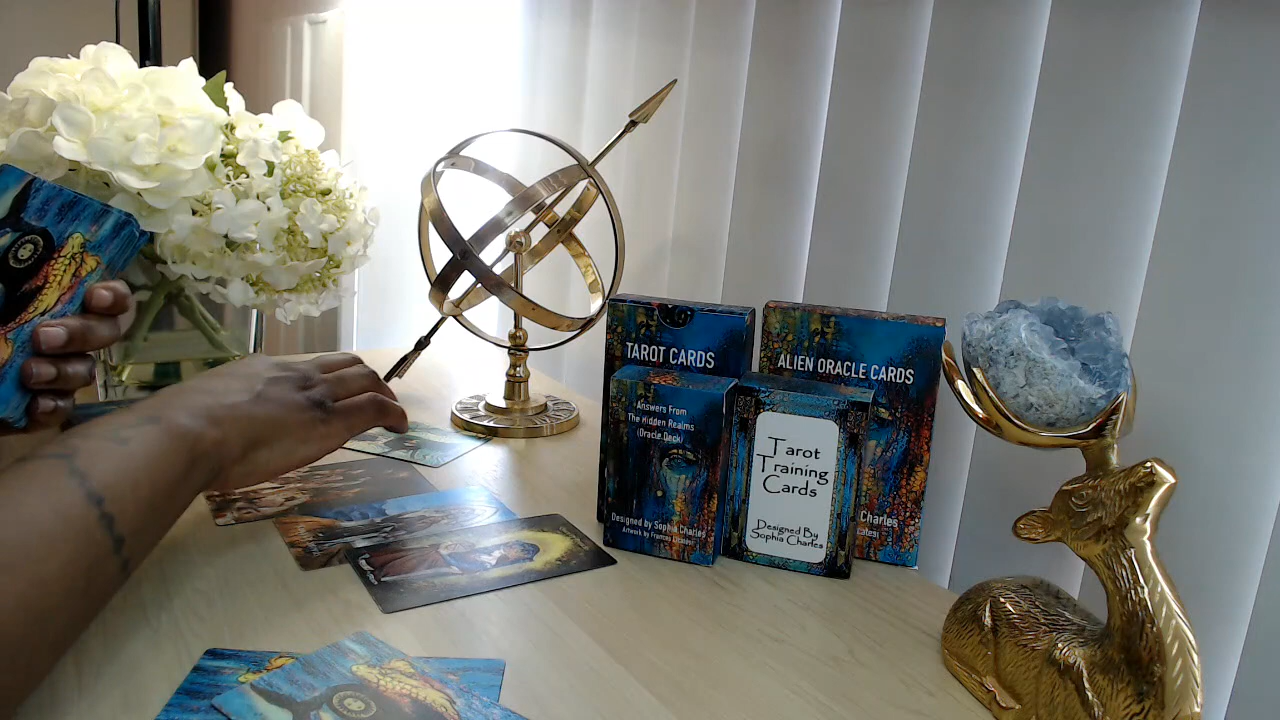 TAROT CARDS
ALIEN ORACLE CARDS
Answers From
The Hidden Realms
(Oracle Deck)
Designed by Sophia Charles
Tarot
Training
Cards
Designed By
Sophia Charles
Charles